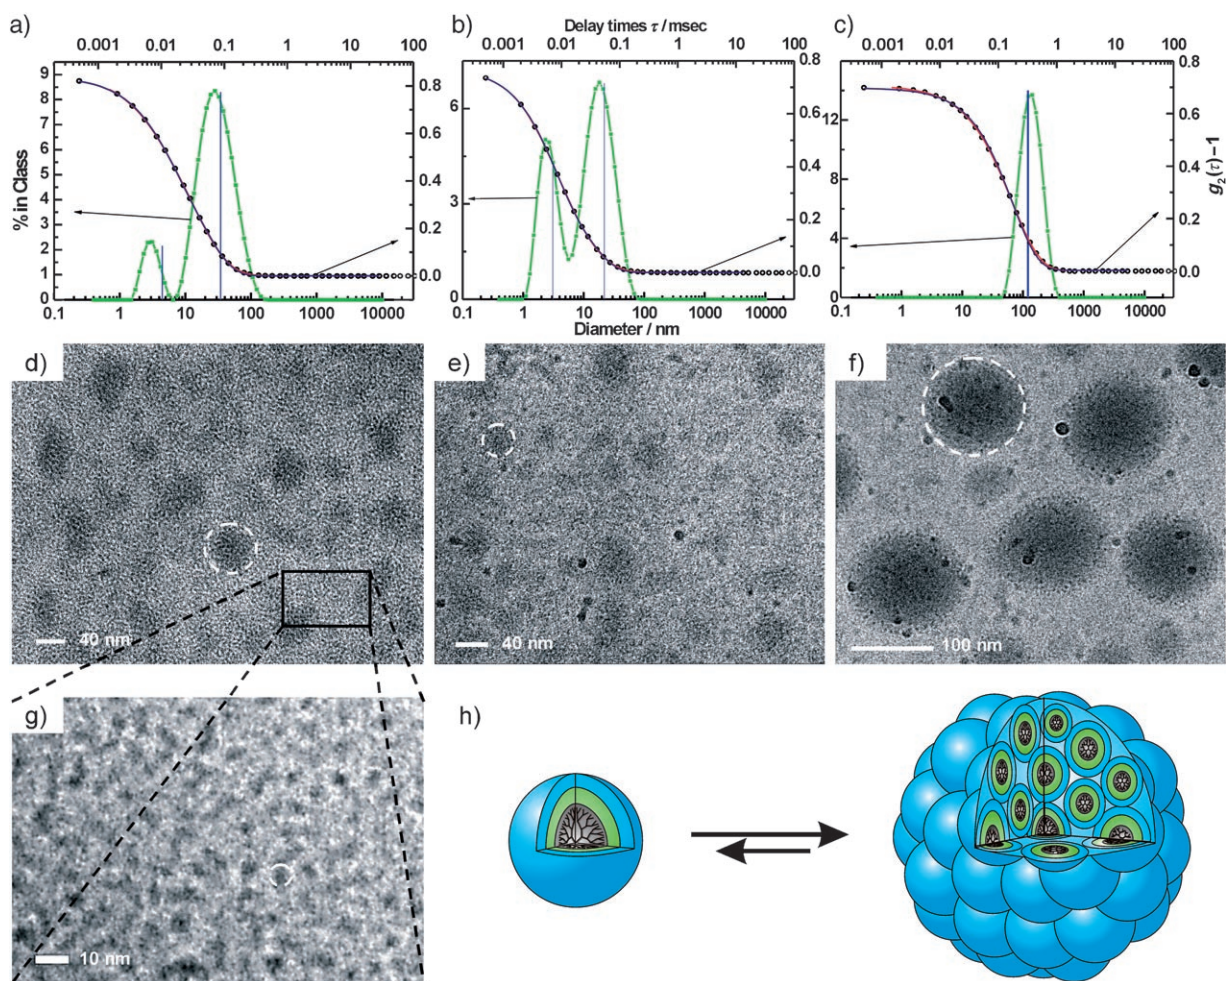 a)
b)
Delay times τ / msec
c)
0.001 0.01 0.1 1 10 100
0.001 0.01 0.1 1 10 100
0.001 0.01 0.1 1 10 100
9
8
7
6
5
4
3
2
1
0
% in Class
0.8
0.6
0.4
0.2
0.0
6
3
0
0.8
0.6
0.4
0.2
0.0
12
8
4
0
0.8
0.6
0.4
0.2
0.0
g₂(τ)−1
0.1 1 10 100 1000 10000
0.1 1 10 100 1000 10000
0.1 1 10 100 1000 10000
Diameter / nm
d)
40 nm
e)
40 nm
f)
100 nm
g)
10 nm
h)